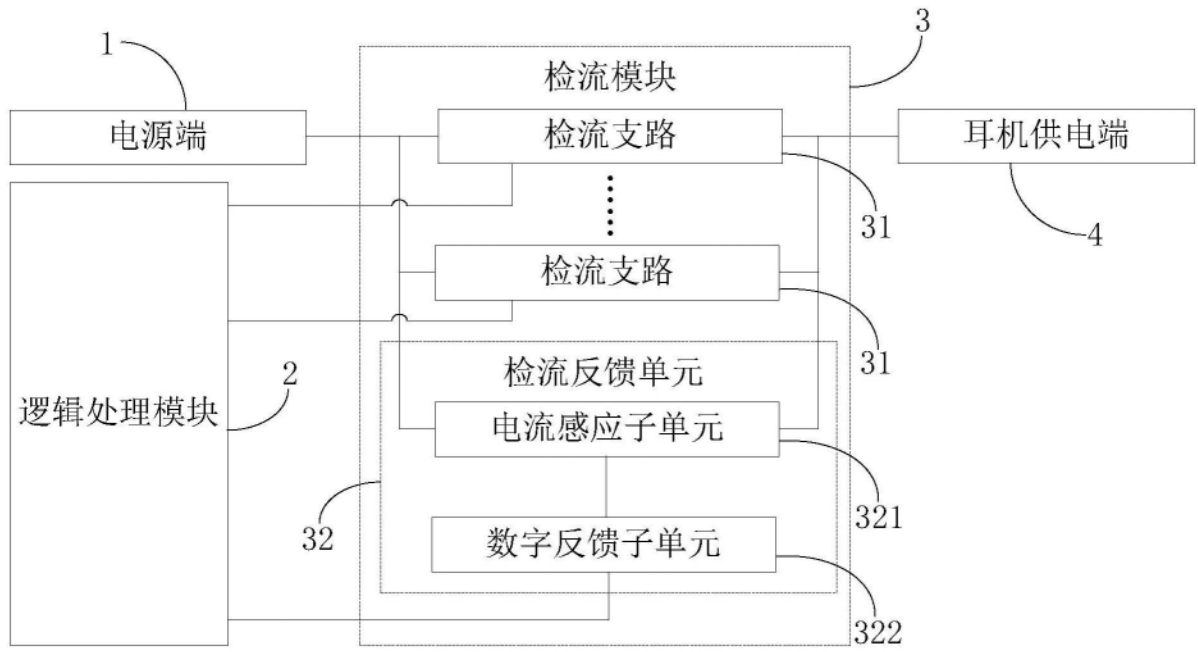 1
3
检流模块
电源端
检流支路
耳机供电端
31
4
检流支路
31
检流反馈单元
2
逻辑处理模块
电流感应子单元
321
32
数字反馈子单元
322